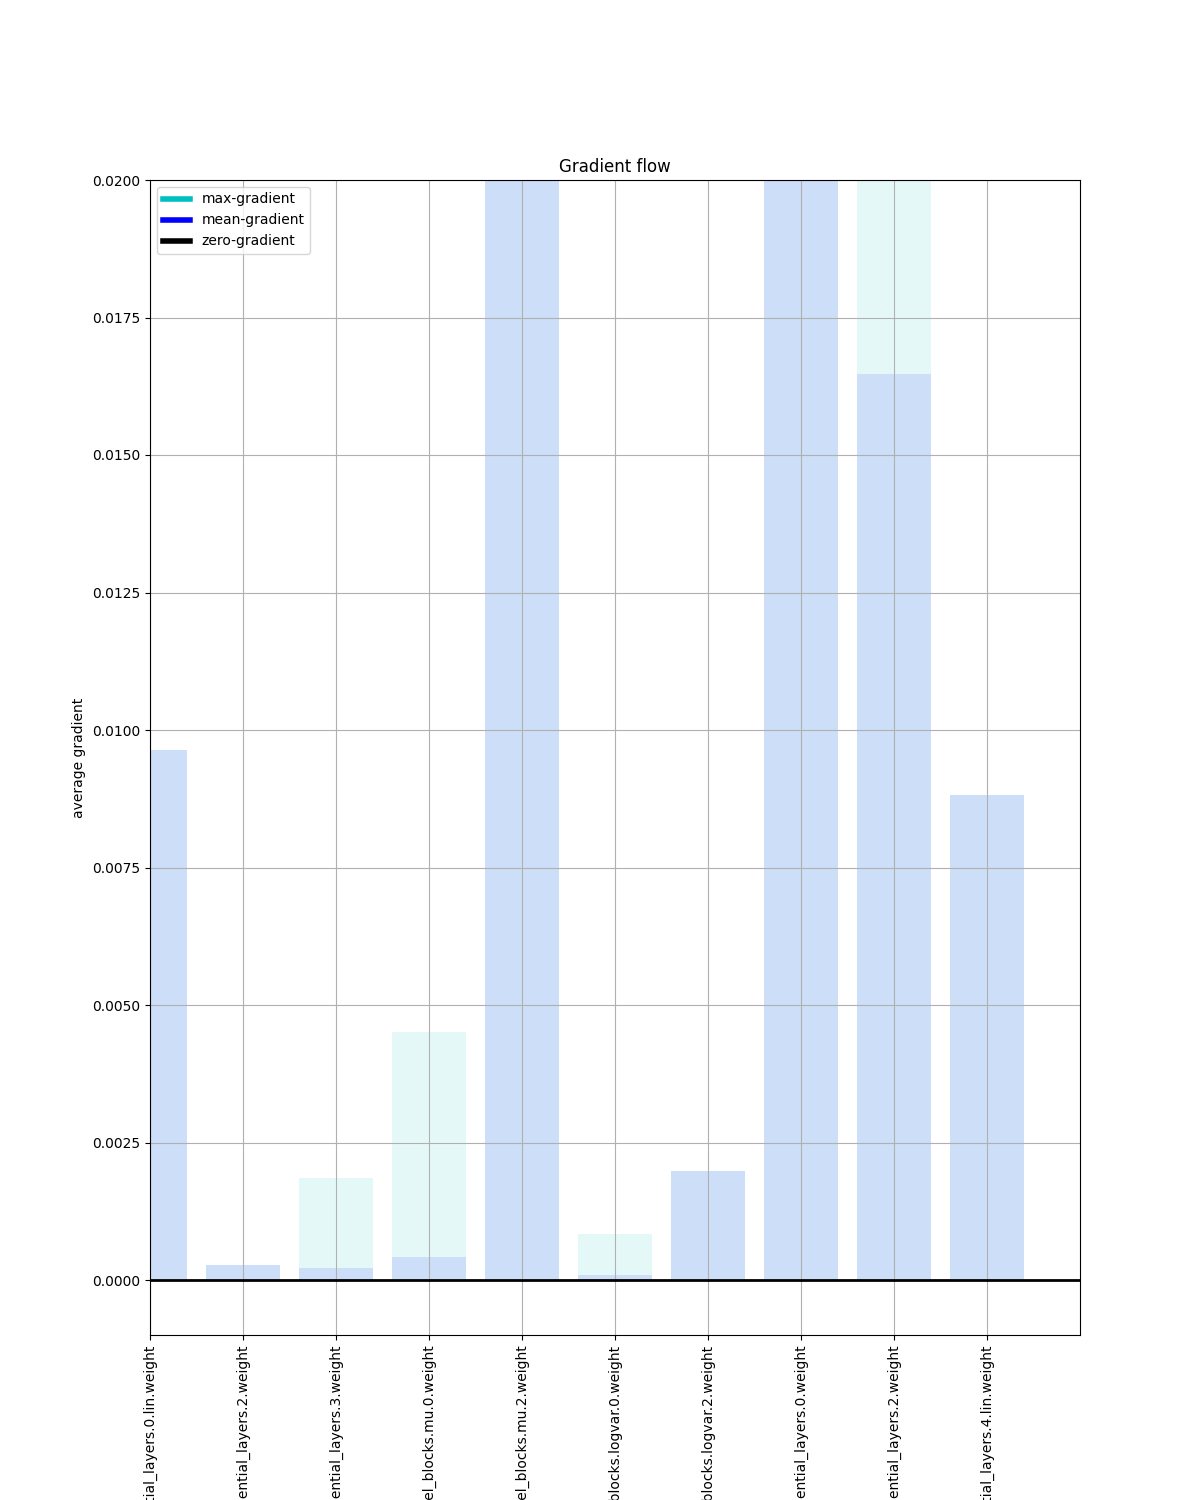 Gradient flow
max-gradient
mean-gradient
zero-gradient
0.0200
0.0175
0.0150
0.0125
0.0100
0.0075
0.0050
0.0025
0.0000
average gradient
tial_layers.0.lin.weight
ential_layers.2.weight
ential_layers.3.weight
el_blocks.mu.0.weight
el_blocks.mu.2.weight
blocks.logvar.0.weight
blocks.logvar.2.weight
ential_layers.0.weight
ential_layers.2.weight
tial_layers.4.lin.weight